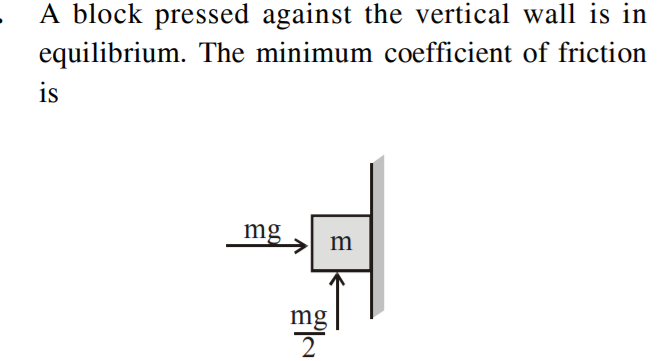 . A block pressed against the vertical wall is in
equilibrium. The minimum coefficient of friction
is
mg
m
mg
2